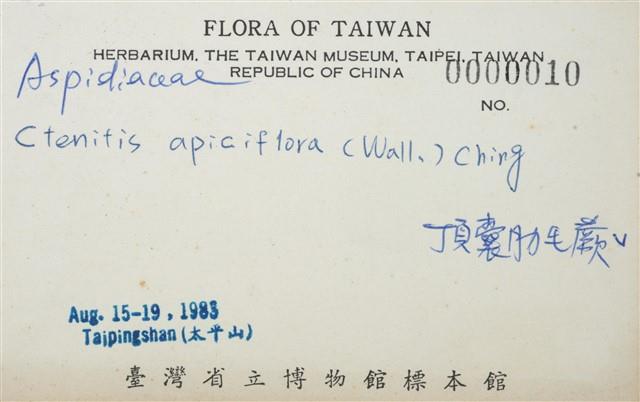 FLORA OF TAIWAN
HERBARIUM, THE TAIWAN MUSEUM, TAIPEI, TAIWAN
REPUBLIC OF CHINA
0000010
NO.
Aspidiaceae
Ctenitis apiciflora (Wall.) Ching
頂囊肋毛蕨
Aug. 15-19, 1983
Taipingshan (太平山)
臺灣省立博物館標本館